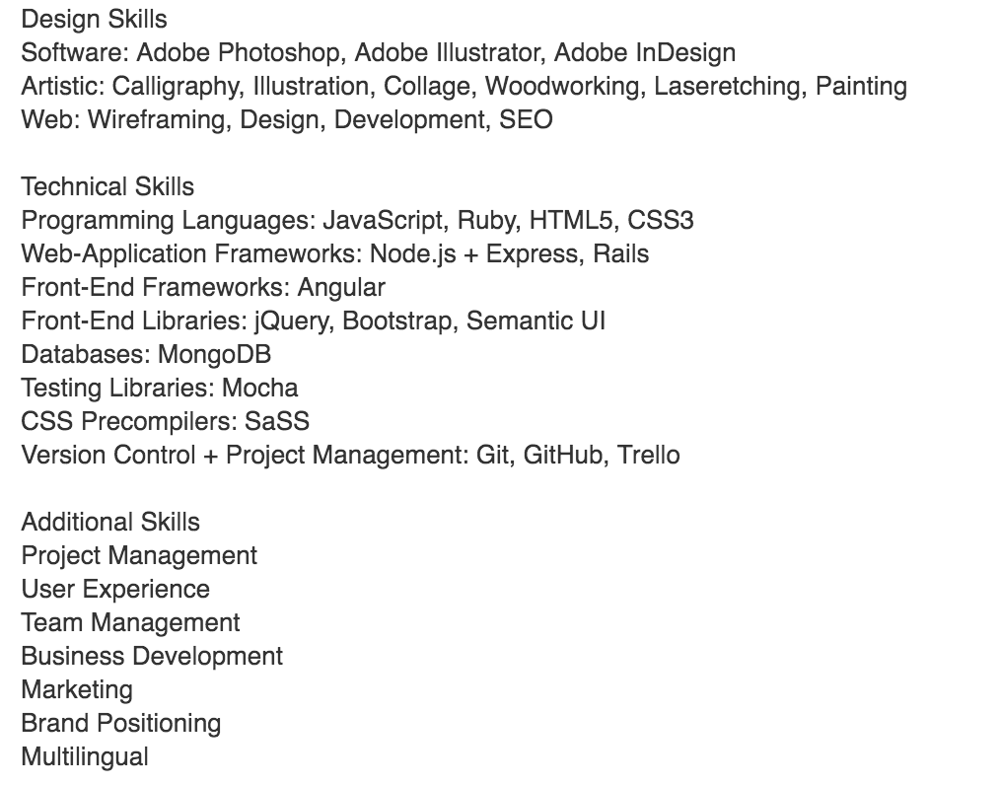 Design Skills
Software: Adobe Photoshop, Adobe Illustrator, Adobe InDesign
Artistic: Calligraphy, Illustration, Collage, Woodworking, Laseretching, Painting
Web: Wireframing, Design, Development, SEO
Technical Skills
Programming Languages: JavaScript, Ruby, HTML5, CSS3
Web-Application Frameworks: Node.js + Express, Rails
Front-End Frameworks: Angular
Front-End Libraries: jQuery, Bootstrap, Semantic UI
Databases: MongoDB
Testing Libraries: Mocha
CSS Precompilers: SaSS
Version Control + Project Management: Git, GitHub, Trello
Additional Skills
Project Management
User Experience
Team Management
Business Development
Marketing
Brand Positioning
Multilingual